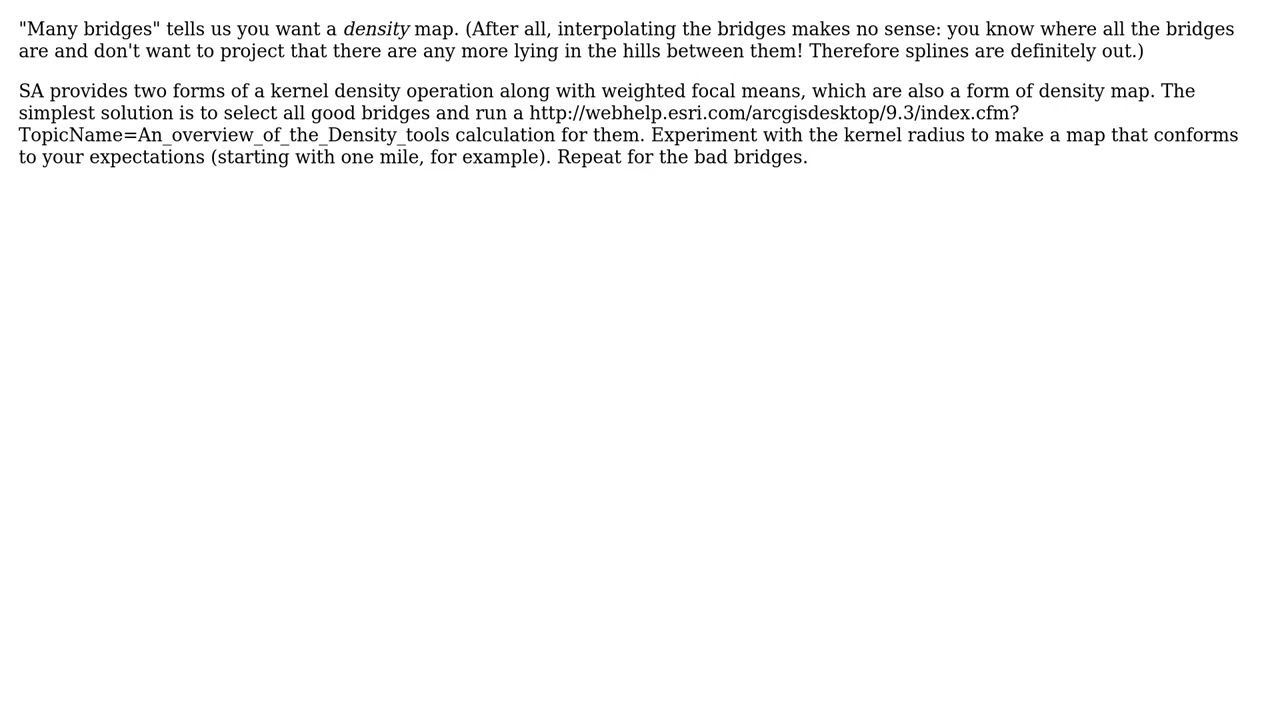 "Many bridges" tells us you want a density map. (After all, interpolating the bridges makes no sense: you know where all the bridges
are and don't want to project that there are any more lying in the hills between them! Therefore splines are definitely out.)
SA provides two forms of a kernel density operation along with weighted focal means, which are also a form of density map. The
simplest solution is to select all good bridges and run a http://webhelp.esri.com/arcgisdesktop/9.3/index.cfm?
TopicName=An_overview_of_the_Density_tools calculation for them. Experiment with the kernel radius to make a map that conforms
to your expectations (starting with one mile, for example). Repeat for the bad bridges.